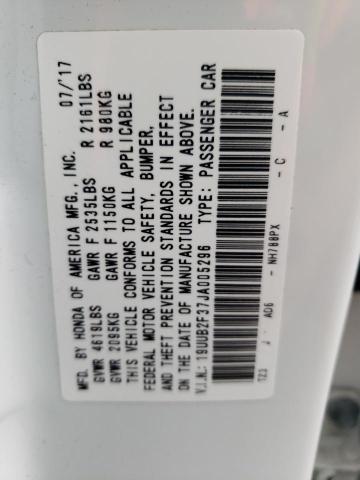 MFD. BY HONDA OF AMERICA MFG., INC. 07/'17
GVWR 4619LBS GAWR F 2535LBS R 2161LBS
GVWR 2095KG GAWR F 1150KG R 980KG
THIS VEHICLE CONFORMS TO ALL APPLICABLE
FEDERAL MOTOR VEHICLE SAFETY, BUMPER,
AND THEFT PREVENTION STANDARDS IN EFFECT
ON THE DATE OF MANUFACTURE SHOWN ABOVE.
V.I.N.: 19UUB2F37JA005296 TYPE: PASSENGER CAR
TZ3 J - AD6 - NH788PX - C - A